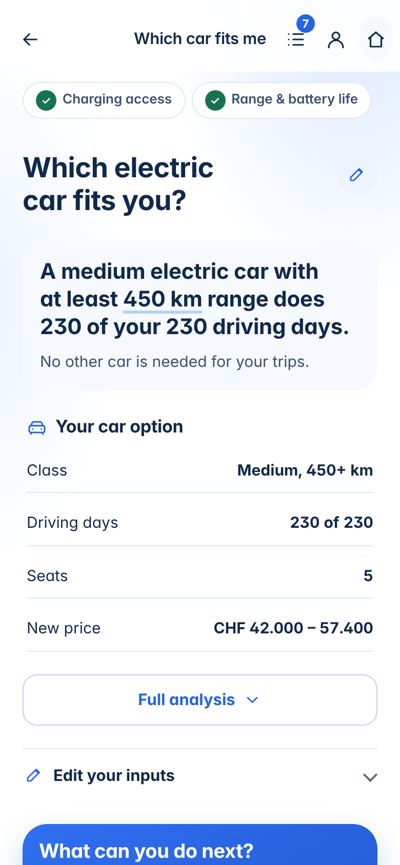 Which car fits me
7
Charging access
Range & battery life
Which electric
car fits you?
A medium electric car with
at least 450 km range does
230 of your 230 driving days.
No other car is needed for your trips.
Your car option
Class
Medium, 450+ km
Driving days
230 of 230
Seats
5
New price
CHF 42.000 – 57.400
Full analysis
Edit your inputs
What can you do next?